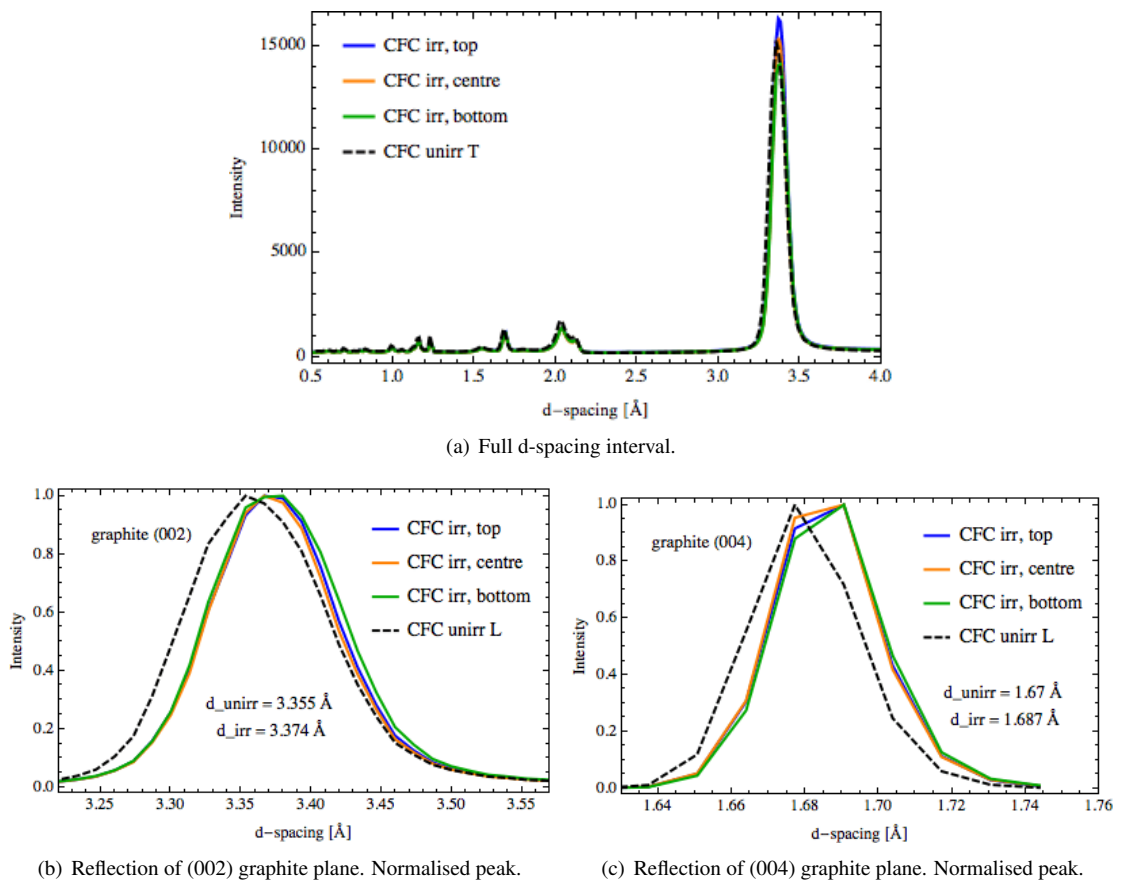 CFC irr, top
CFC irr, centre
CFC irr, bottom
CFC unirr T
Intensity
15000
10000
5000
0
0.5 1.0 1.5 2.0 2.5 3.0 3.5 4.0
d-spacing [Å]
(a) Full d-spacing interval.
graphite (002)
CFC irr, top
CFC irr, centre
CFC irr, bottom
CFC unirr L
d_unirr = 3.355 Å
d_irr = 3.374 Å
Intensity
1.0
0.8
0.6
0.4
0.2
0.0
3.25 3.30 3.35 3.40 3.45 3.50 3.55
d-spacing [Å]
(b) Reflection of (002) graphite plane. Normalised peak.
graphite (004)
CFC irr, top
CFC irr, centre
CFC irr, bottom
CFC unirr L
d_unirr = 1.67 Å
d_irr = 1.687 Å
Intensity
1.0
0.8
0.6
0.4
0.2
0.0
1.64 1.66 1.68 1.70 1.72 1.74 1.76
d-spacing [Å]
(c) Reflection of (004) graphite plane. Normalised peak.